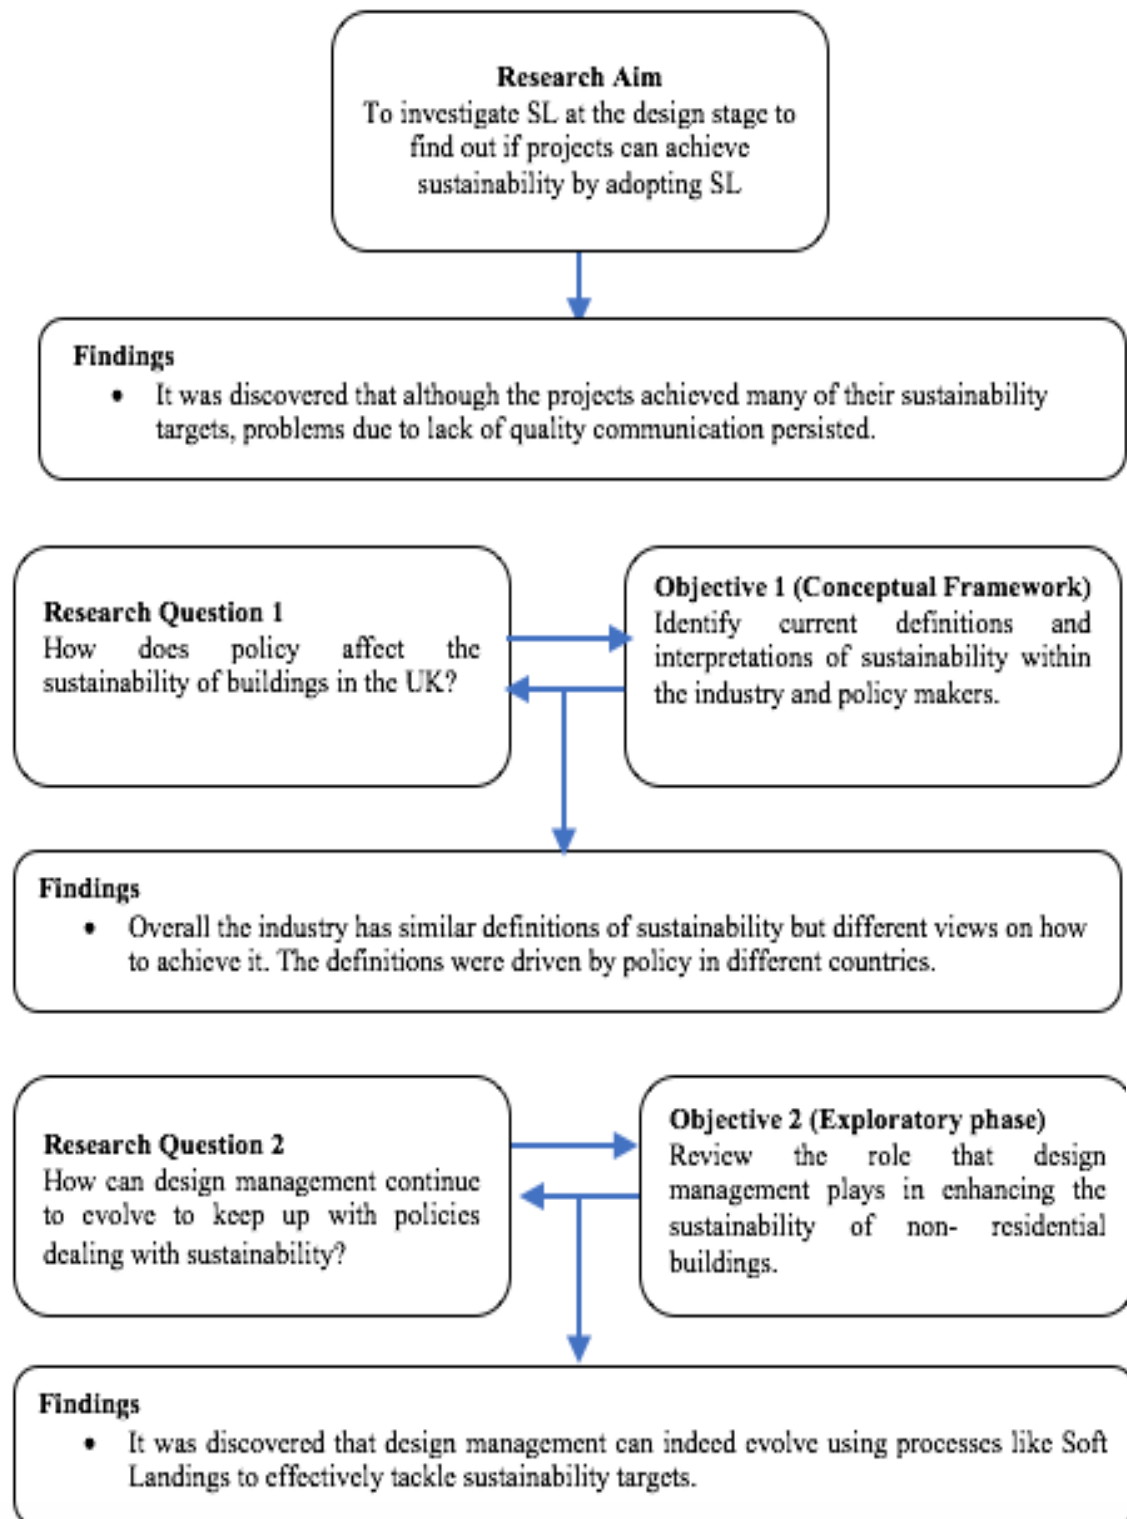 Research Aim
To investigate SL at the design stage to
find out if projects can achieve
sustainability by adopting SL
Findings
• It was discovered that although the projects achieved many of their sustainability
targets, problems due to lack of quality communication persisted.
Research Question 1
How does policy affect the
sustainability of buildings in the UK?
Objective 1 (Conceptual Framework)
Identify current definitions and
interpretations of sustainability within
the industry and policy makers.
Findings
• Overall the industry has similar definitions of sustainability but different views on how
to achieve it. The definitions were driven by policy in different countries.
Research Question 2
How can design management continue
to evolve to keep up with policies
dealing with sustainability?
Objective 2 (Exploratory phase)
Review the role that design
management plays in enhancing the
sustainability of non- residential
buildings.
Findings
• It was discovered that design management can indeed evolve using processes like Soft
Landings to effectively tackle sustainability targets.